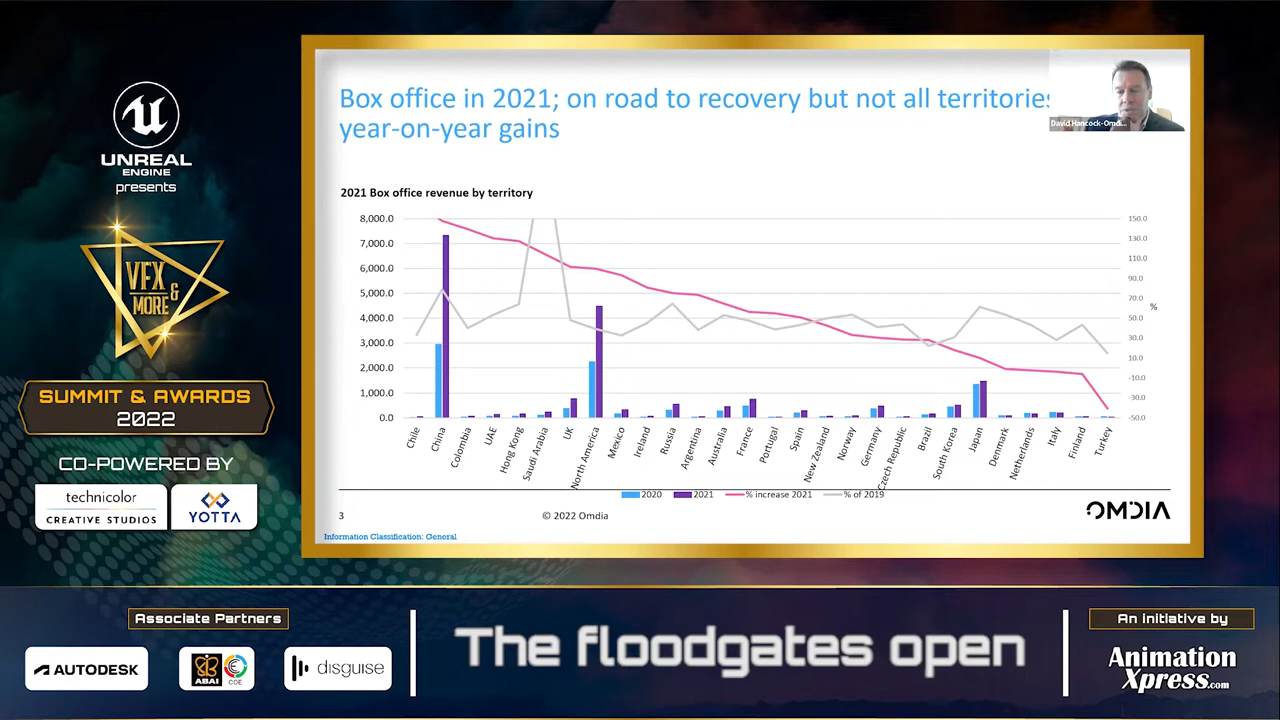 UNREAL
ENGINE
presents
VFX
&
MORE
SUMMIT & AWARDS
2022
CO-POWERED BY
technicolor
CREATIVE STUDIOS
YOTTA
Box office in 2021; on road to recovery but not all territories
year-on-year gains
David Hancock-Omdi...
2021 Box office revenue by territory
8,000.0
7,000.0
6,000.0
5,000.0
4,000.0
3,000.0
2,000.0
1,000.0
0.0
150.0
130.0
110.0
90.0
70.0
50.0
30.0
10.0
-10.0
-30.0
-50.0
%
Chile
China
Colombia
UAE
Hong Kong
Saudi Arabia
UK
North America
Mexico
Ireland
Russia
Argentina
Australia
France
Portugal
Spain
New Zealand
Norway
Germany
Czech Republic
Brazil
South Korea
Japan
Denmark
Netherlands
Italy
Finland
Turkey
2020 2021 % increase 2021 % of 2019
3 © 2022 Omdia
OMDIA
Information Classification: General
Associate Partners
AUTODESK
ABAI
COE
disguise
The floodgates open
An initiative by
Animation
Xpress.com